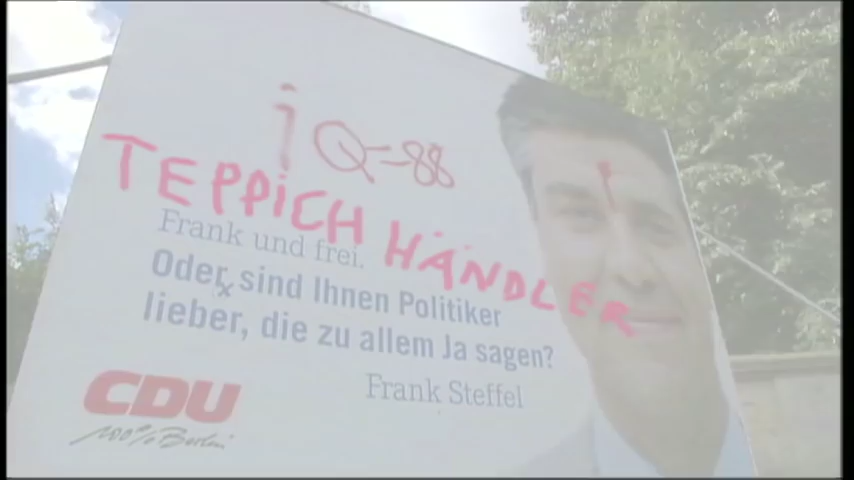 i Q=88
TEPPiCH HÄNDLER
Frank und frei.
Oder sind Ihnen Politiker
lieber, die zu allem Ja sagen?
Frank Steffel
CDU
100% Berlin